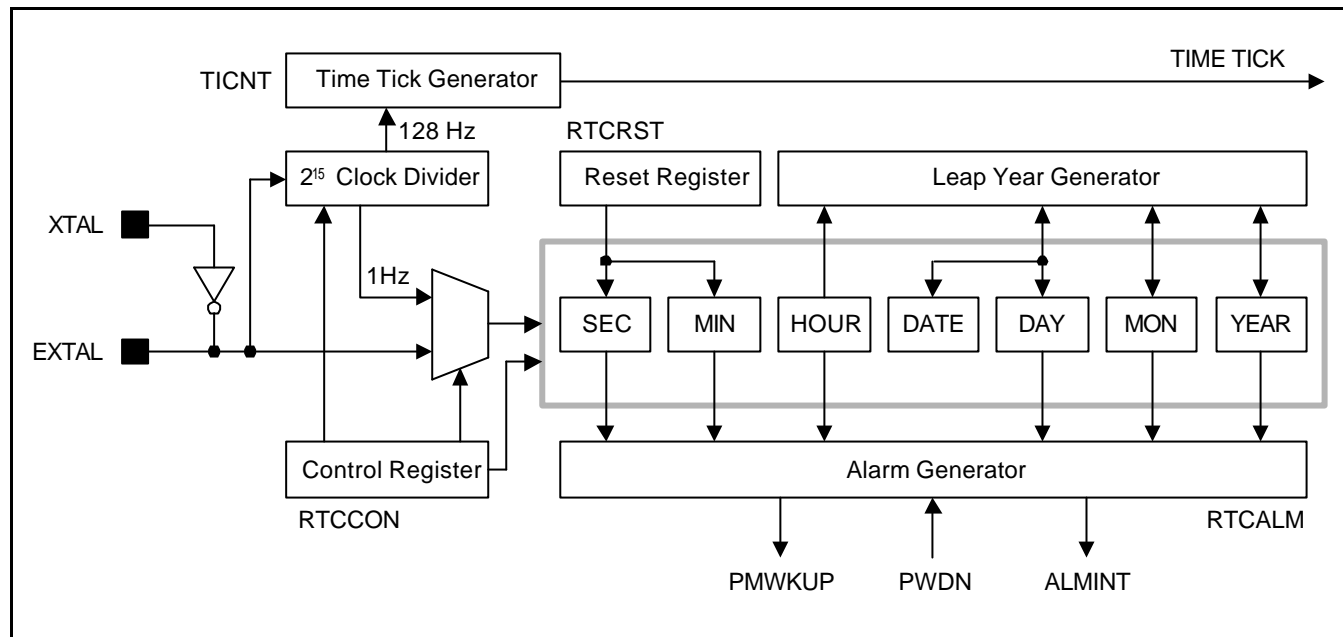 TIME TICK
TICNT
Time Tick Generator
128 Hz
RTCRST
2¹⁵ Clock Divider
Reset Register
Leap Year Generator
XTAL
1Hz
SEC
MIN
HOUR
DATE
DAY
MON
YEAR
EXTAL
Control Register
Alarm Generator
RTCCON
RTCALM
PMWKUP
PWDN
ALMINT